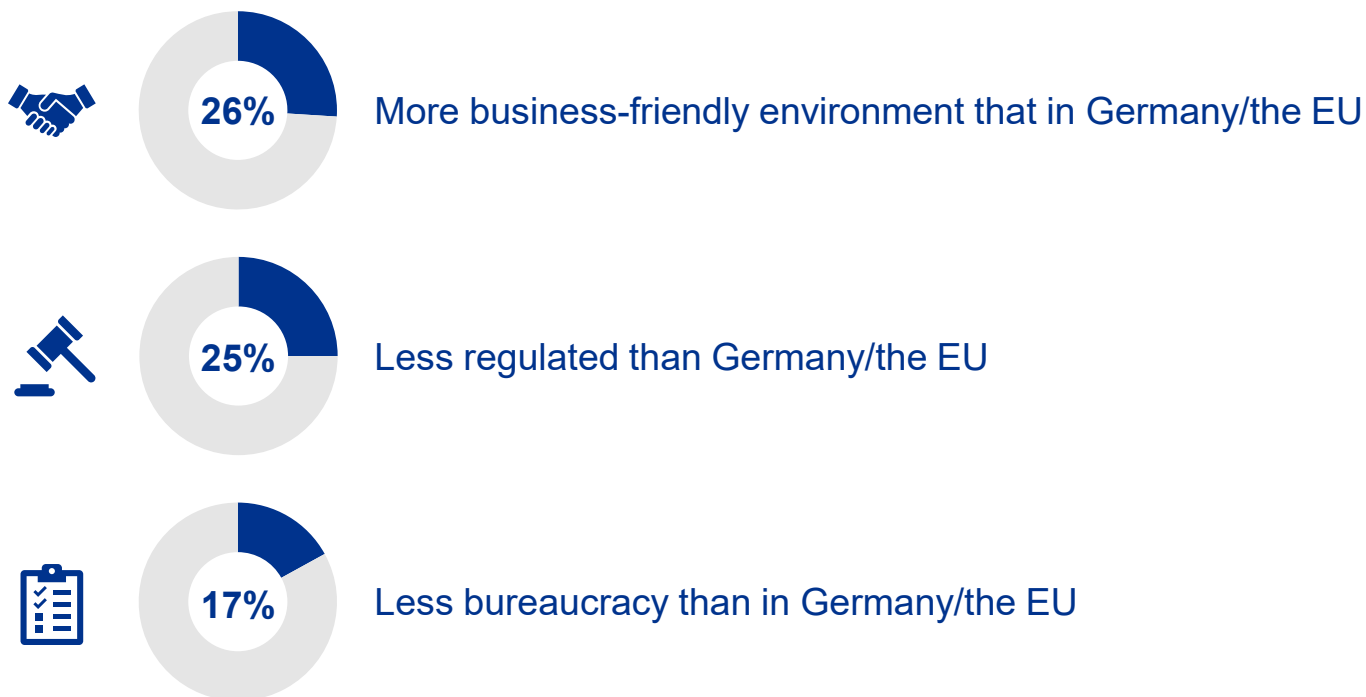 26% More business-friendly environment that in Germany/the EU
25% Less regulated than Germany/the EU
17% Less bureaucracy than in Germany/the EU